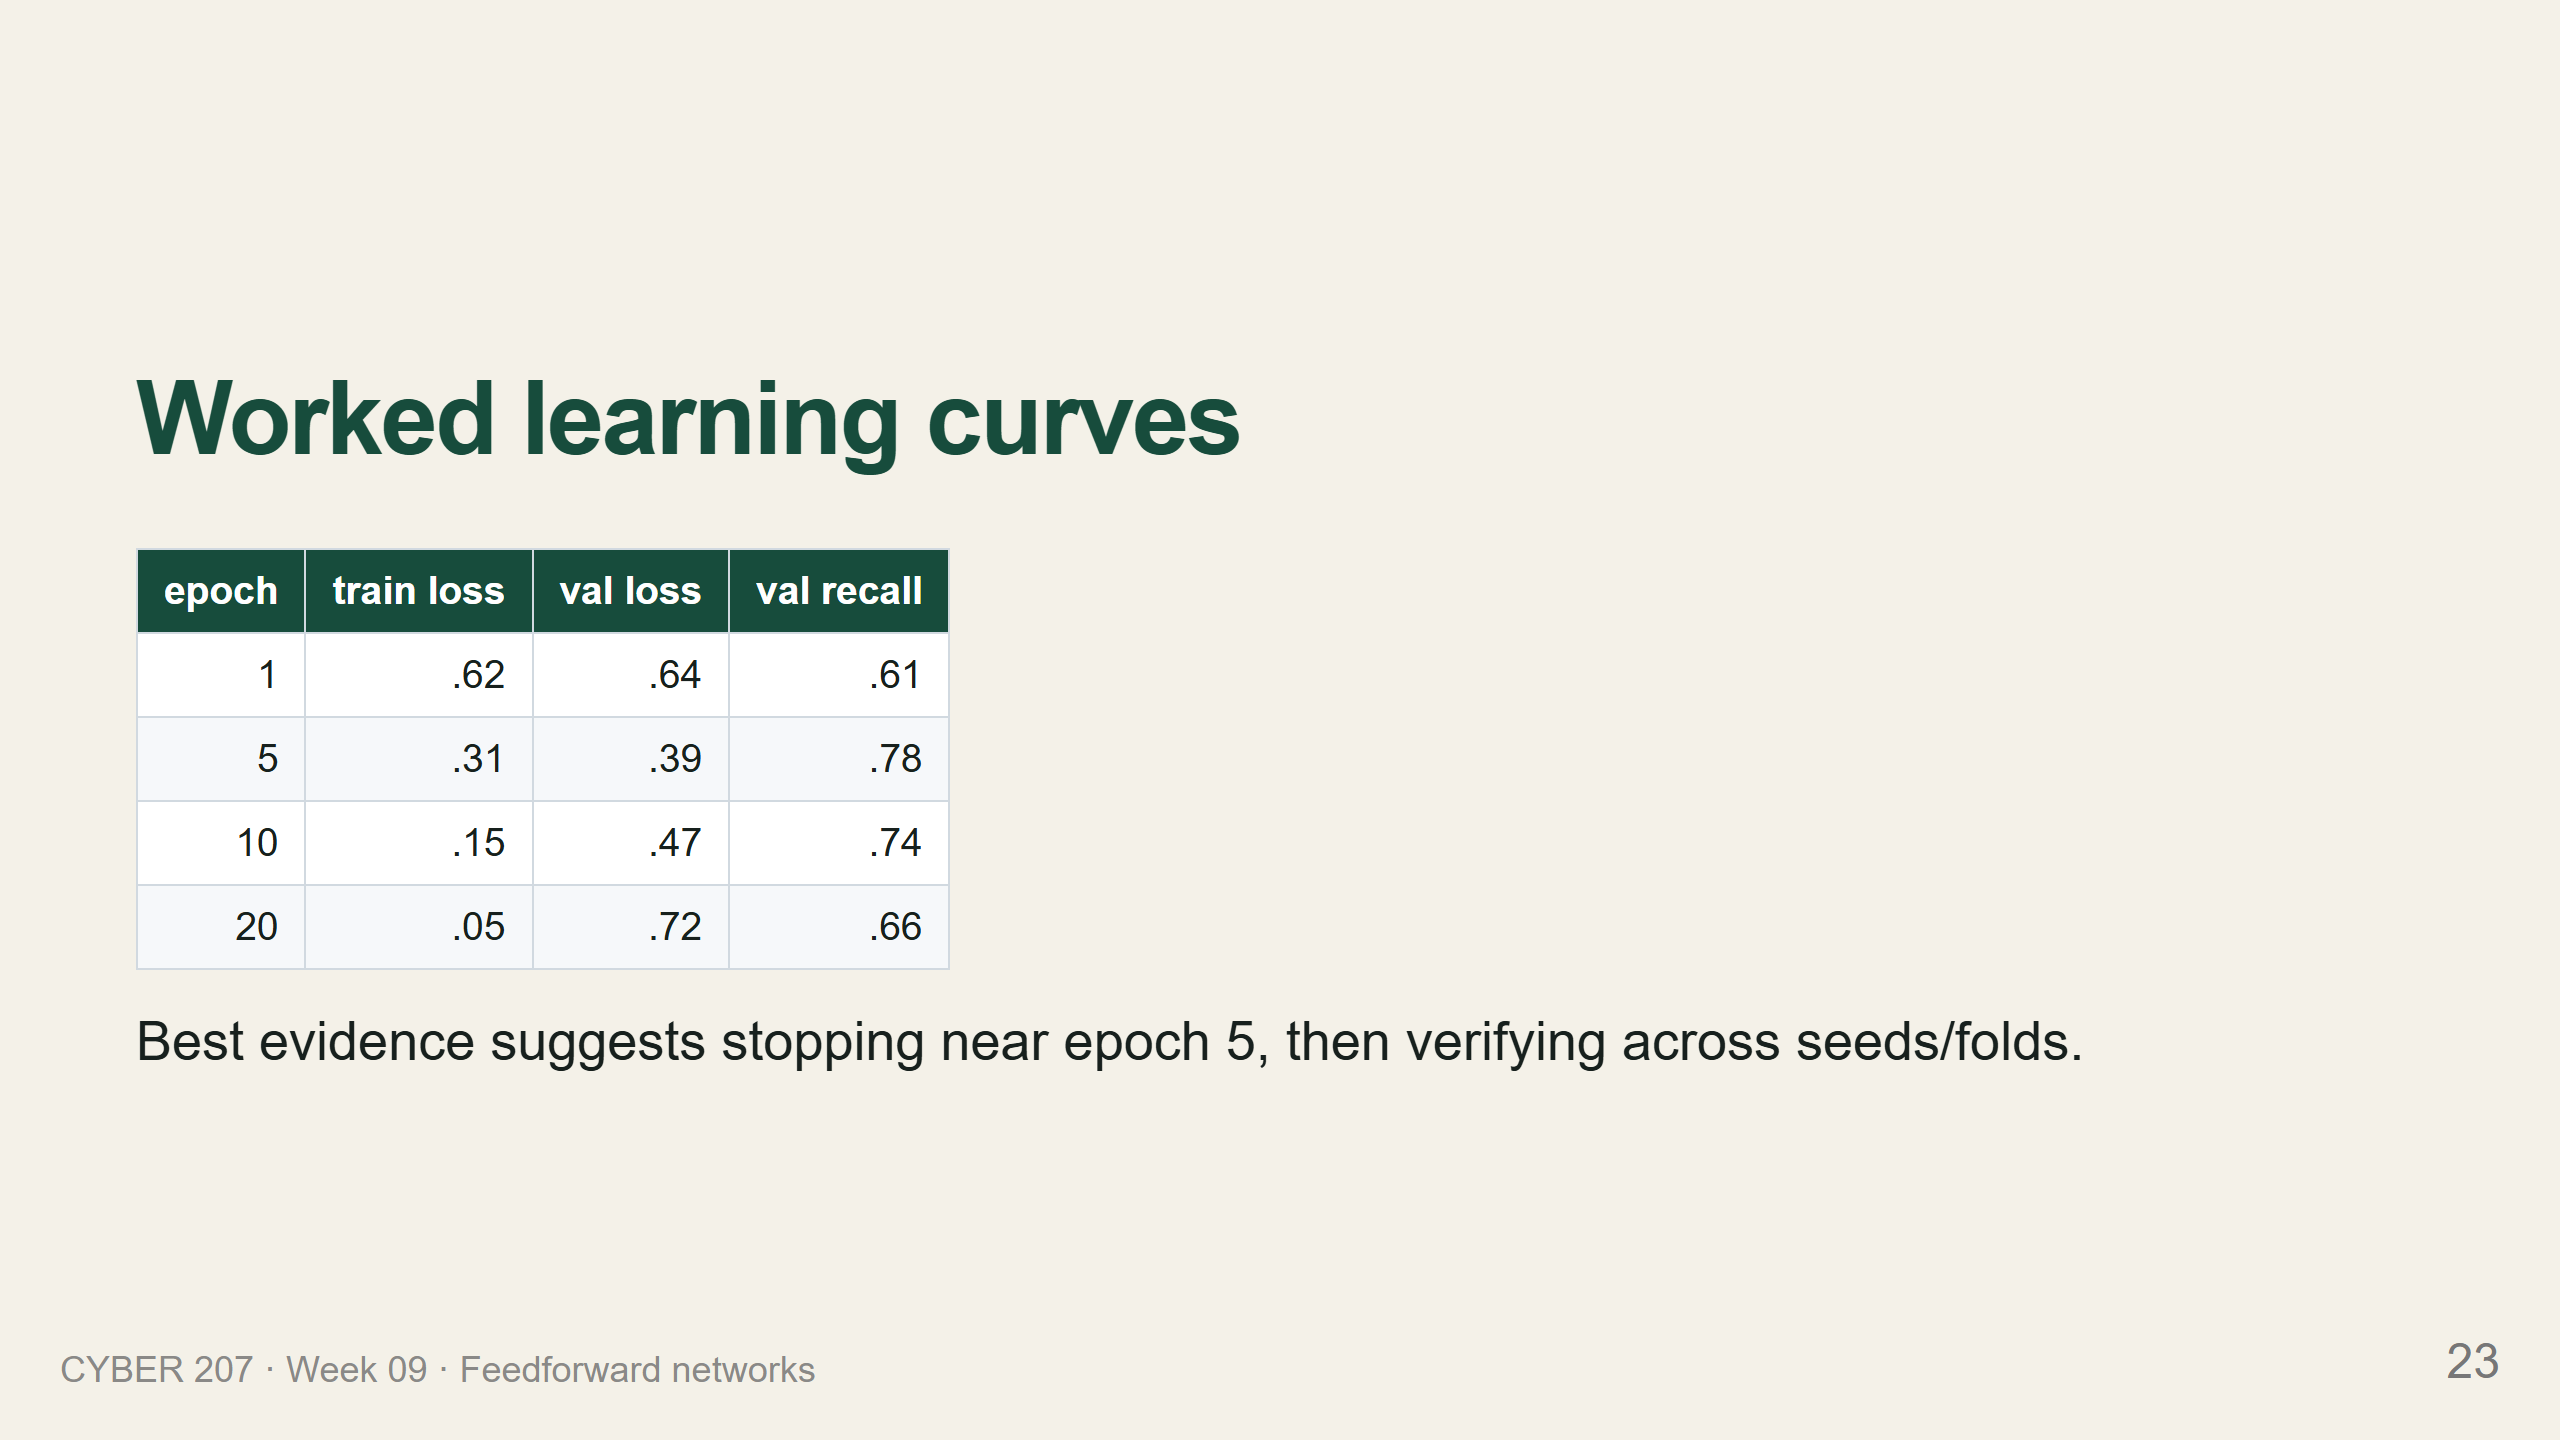 Worked learning curves
epoch train loss val loss val recall
1 .62 .64 .61
5 .31 .39 .78
10 .15 .47 .74
20 .05 .72 .66
Best evidence suggests stopping near epoch 5, then verifying across seeds/folds.
CYBER 207 · Week 09 · Feedforward networks
23